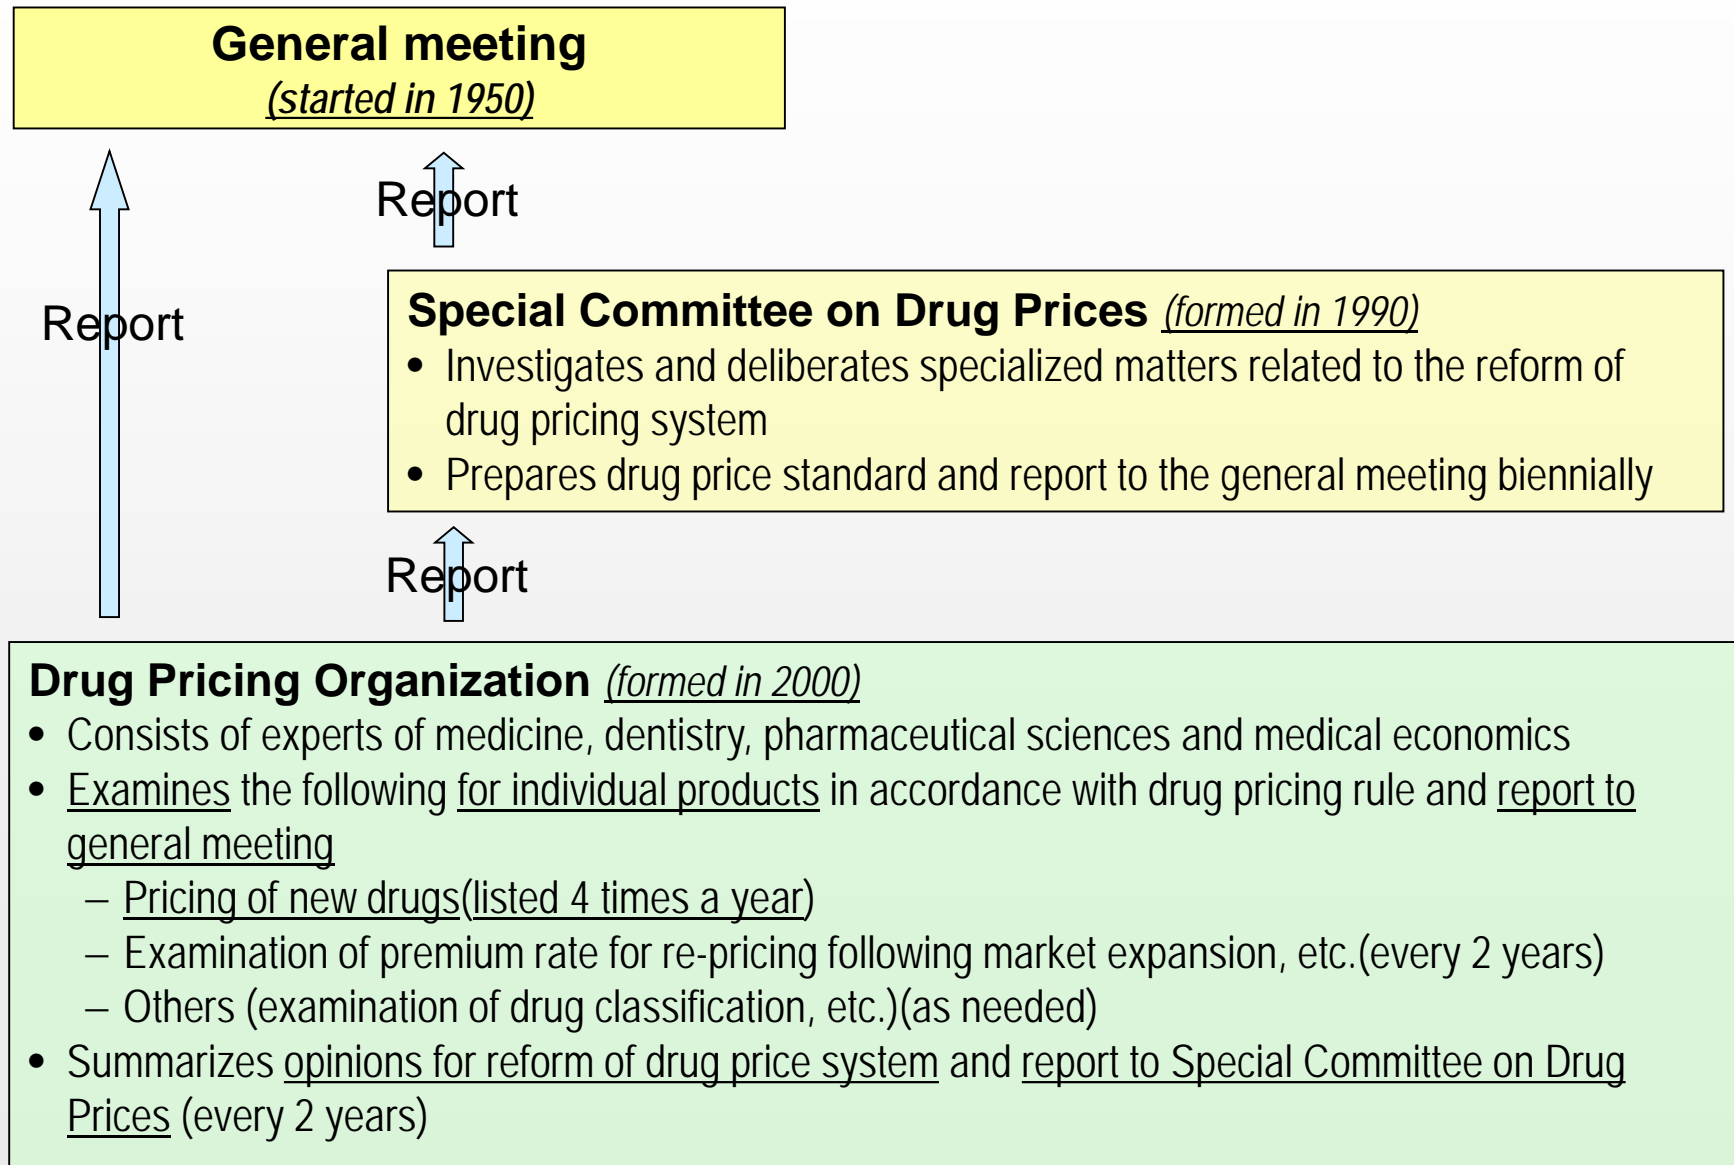 General meeting
(started in 1950)
Report
Report
Special Committee on Drug Prices (formed in 1990)
• Investigates and deliberates specialized matters related to the reform of
drug pricing system
• Prepares drug price standard and report to the general meeting biennially
Report
Drug Pricing Organization (formed in 2000)
• Consists of experts of medicine, dentistry, pharmaceutical sciences and medical economics
• Examines the following for individual products in accordance with drug pricing rule and report to
general meeting
– Pricing of new drugs(listed 4 times a year)
– Examination of premium rate for re-pricing following market expansion, etc.(every 2 years)
– Others (examination of drug classification, etc.)(as needed)
• Summarizes opinions for reform of drug price system and report to Special Committee on Drug
Prices (every 2 years)